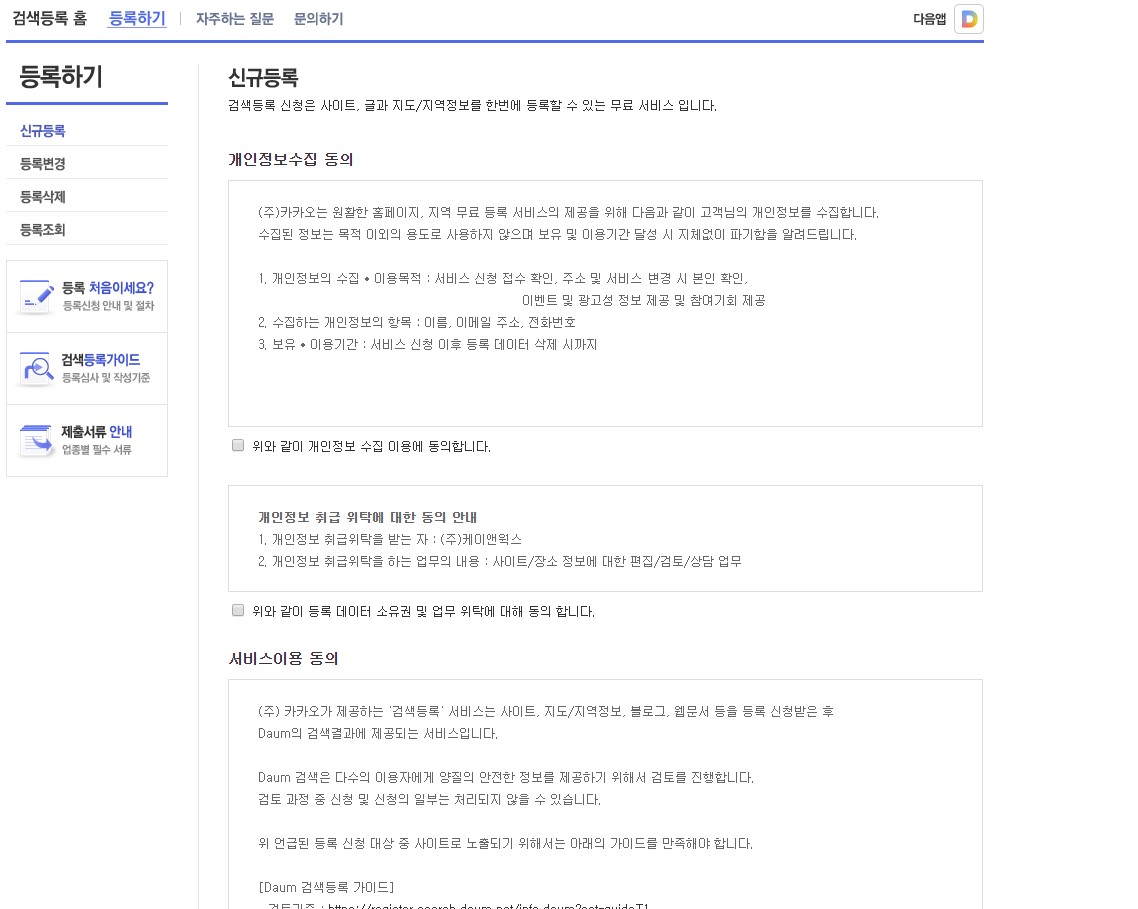 검색등록 홈 등록하기 자주하는 질문 문의하기 다음앱 D
등록하기
신규등록
등록변경
등록삭제
등록조회
등록 처음이세요?
등록신청 안내 및 절차
검색등록가이드
등록심사 및 작성기준
제출서류 안내
업종별 필수 서류
신규등록
검색등록 신청은 사이트, 글과 지도/지역정보를 한번에 등록할 수 있는 무료 서비스 입니다.
개인정보수집 동의
(주)카카오는 원활한 홈페이지, 지역 무료 등록 서비스의 제공을 위해 다음과 같이 고객님의 개인정보를 수집합니다.
수집된 정보는 목적 이외의 용도로 사용하지 않으며 보유 및 이용기간 달성 시 지체없이 파기함을 알려드립니다.
1. 개인정보의 수집 • 이용목적 : 서비스 신청 접수 확인, 주소 및 서비스 변경 시 본인 확인,
이벤트 및 광고성 정보 제공 및 참여기회 제공
2. 수집하는 개인정보의 항목 : 이름, 이메일 주소, 전화번호
3. 보유 • 이용기간 : 서비스 신청 이후 등록 데이터 삭제 시까지
위와 같이 개인정보 수집 이용에 동의합니다.
개인정보 취급 위탁에 대한 동의 안내
1. 개인정보 취급위탁을 받는 자 : (주)케이앤웍스
2. 개인정보 취급위탁을 하는 업무의 내용 : 사이트/장소 정보에 대한 편집/검토/상담 업무
위와 같이 등록 데이터 소유권 및 업무 위탁에 대해 동의 합니다.
서비스이용 동의
(주) 카카오가 제공하는 '검색등록' 서비스는 사이트, 지도/지역정보, 블로그, 웹문서 등을 등록 신청받은 후
Daum의 검색결과에 제공되는 서비스입니다.
Daum 검색은 다수의 이용자에게 양질의 안전한 정보를 제공하기 위해서 검토를 진행합니다.
검토 과정 중 신청 및 신청의 일부는 처리되지 않을 수 있습니다.
위 언급된 등록 신청 대상 중 사이트로 노출되기 위해서는 아래의 가이드를 만족해야 합니다.
[Daum 검색등록 가이드]
- 검토기준 : https://register.search.daum.net/info.daum?act=guideT1